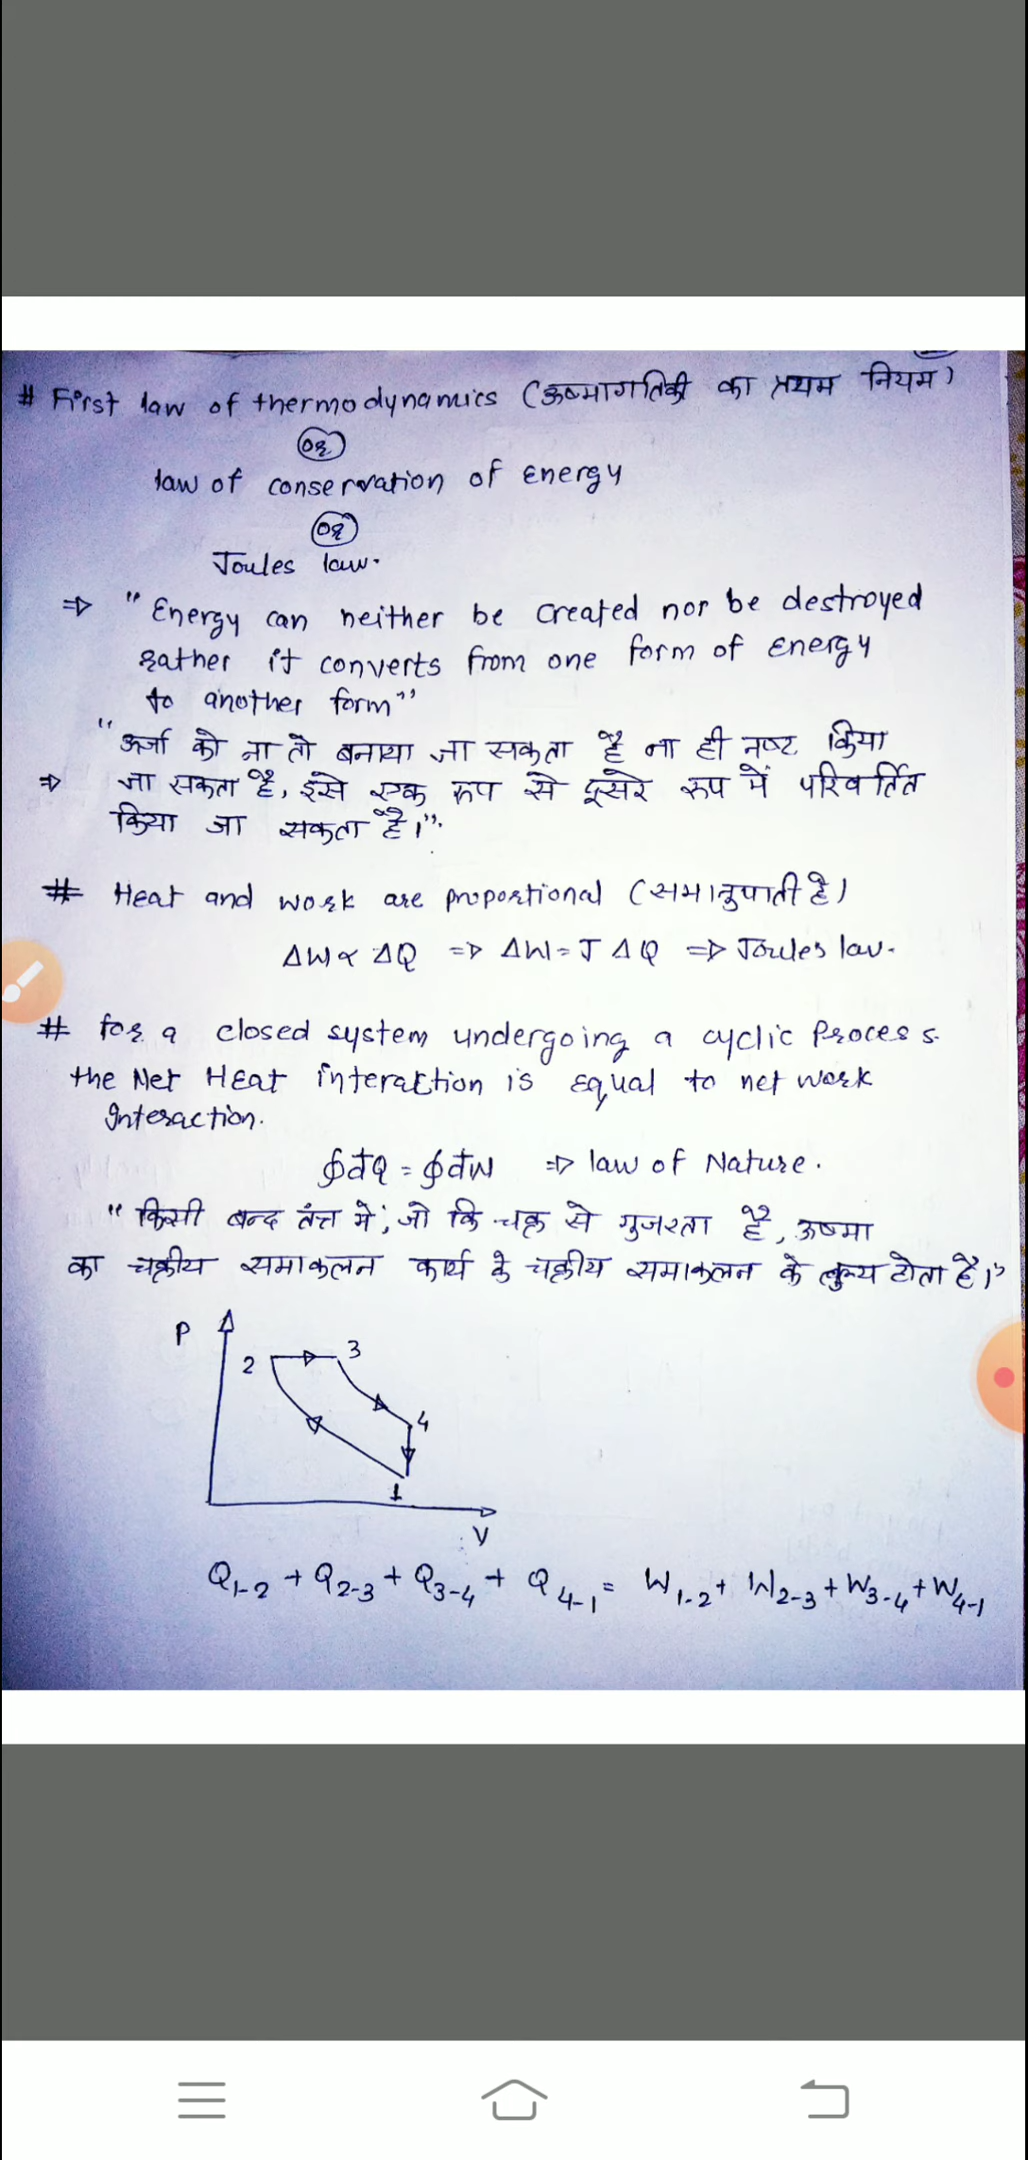 # First law of thermodynamics (ऊष्मागतिकी का प्रथम नियम)
OR
law of conservation of Energy
OR
Joules law.
⇒ "Energy can neither be created nor be destroyed
rather it converts from one form of energy
to another form"
"ऊर्जा को ना तो बनाया जा सकता है ना ही नष्ट किया
⇒ जा सकता है, इसे एक रूप से दूसरे रूप में परिवर्तित
किया जा सकता है।".
# Heat and work are proportional (समानुपाती है)
ΔW ∝ ΔQ ⇒ ΔW = J ΔQ ⇒ Joules law.
# for a closed system undergoing a cyclic Process.
the Net Heat interaction is Equal to net work
Interaction.
∮đQ = ∮đW ⇒ law of Nature.
"किसी बन्द तंत्र मे, जो कि चक्र से गुजरता है, ऊष्मा
का चक्रीय समाकलन कार्य के चक्रीय समाकलन के तुल्य होता है।"
P
2 3
4
1
V
Q1-2 + Q2-3 + Q3-4 + Q4-1 = W1-2 + W2-3 + W3-4 + W4-1